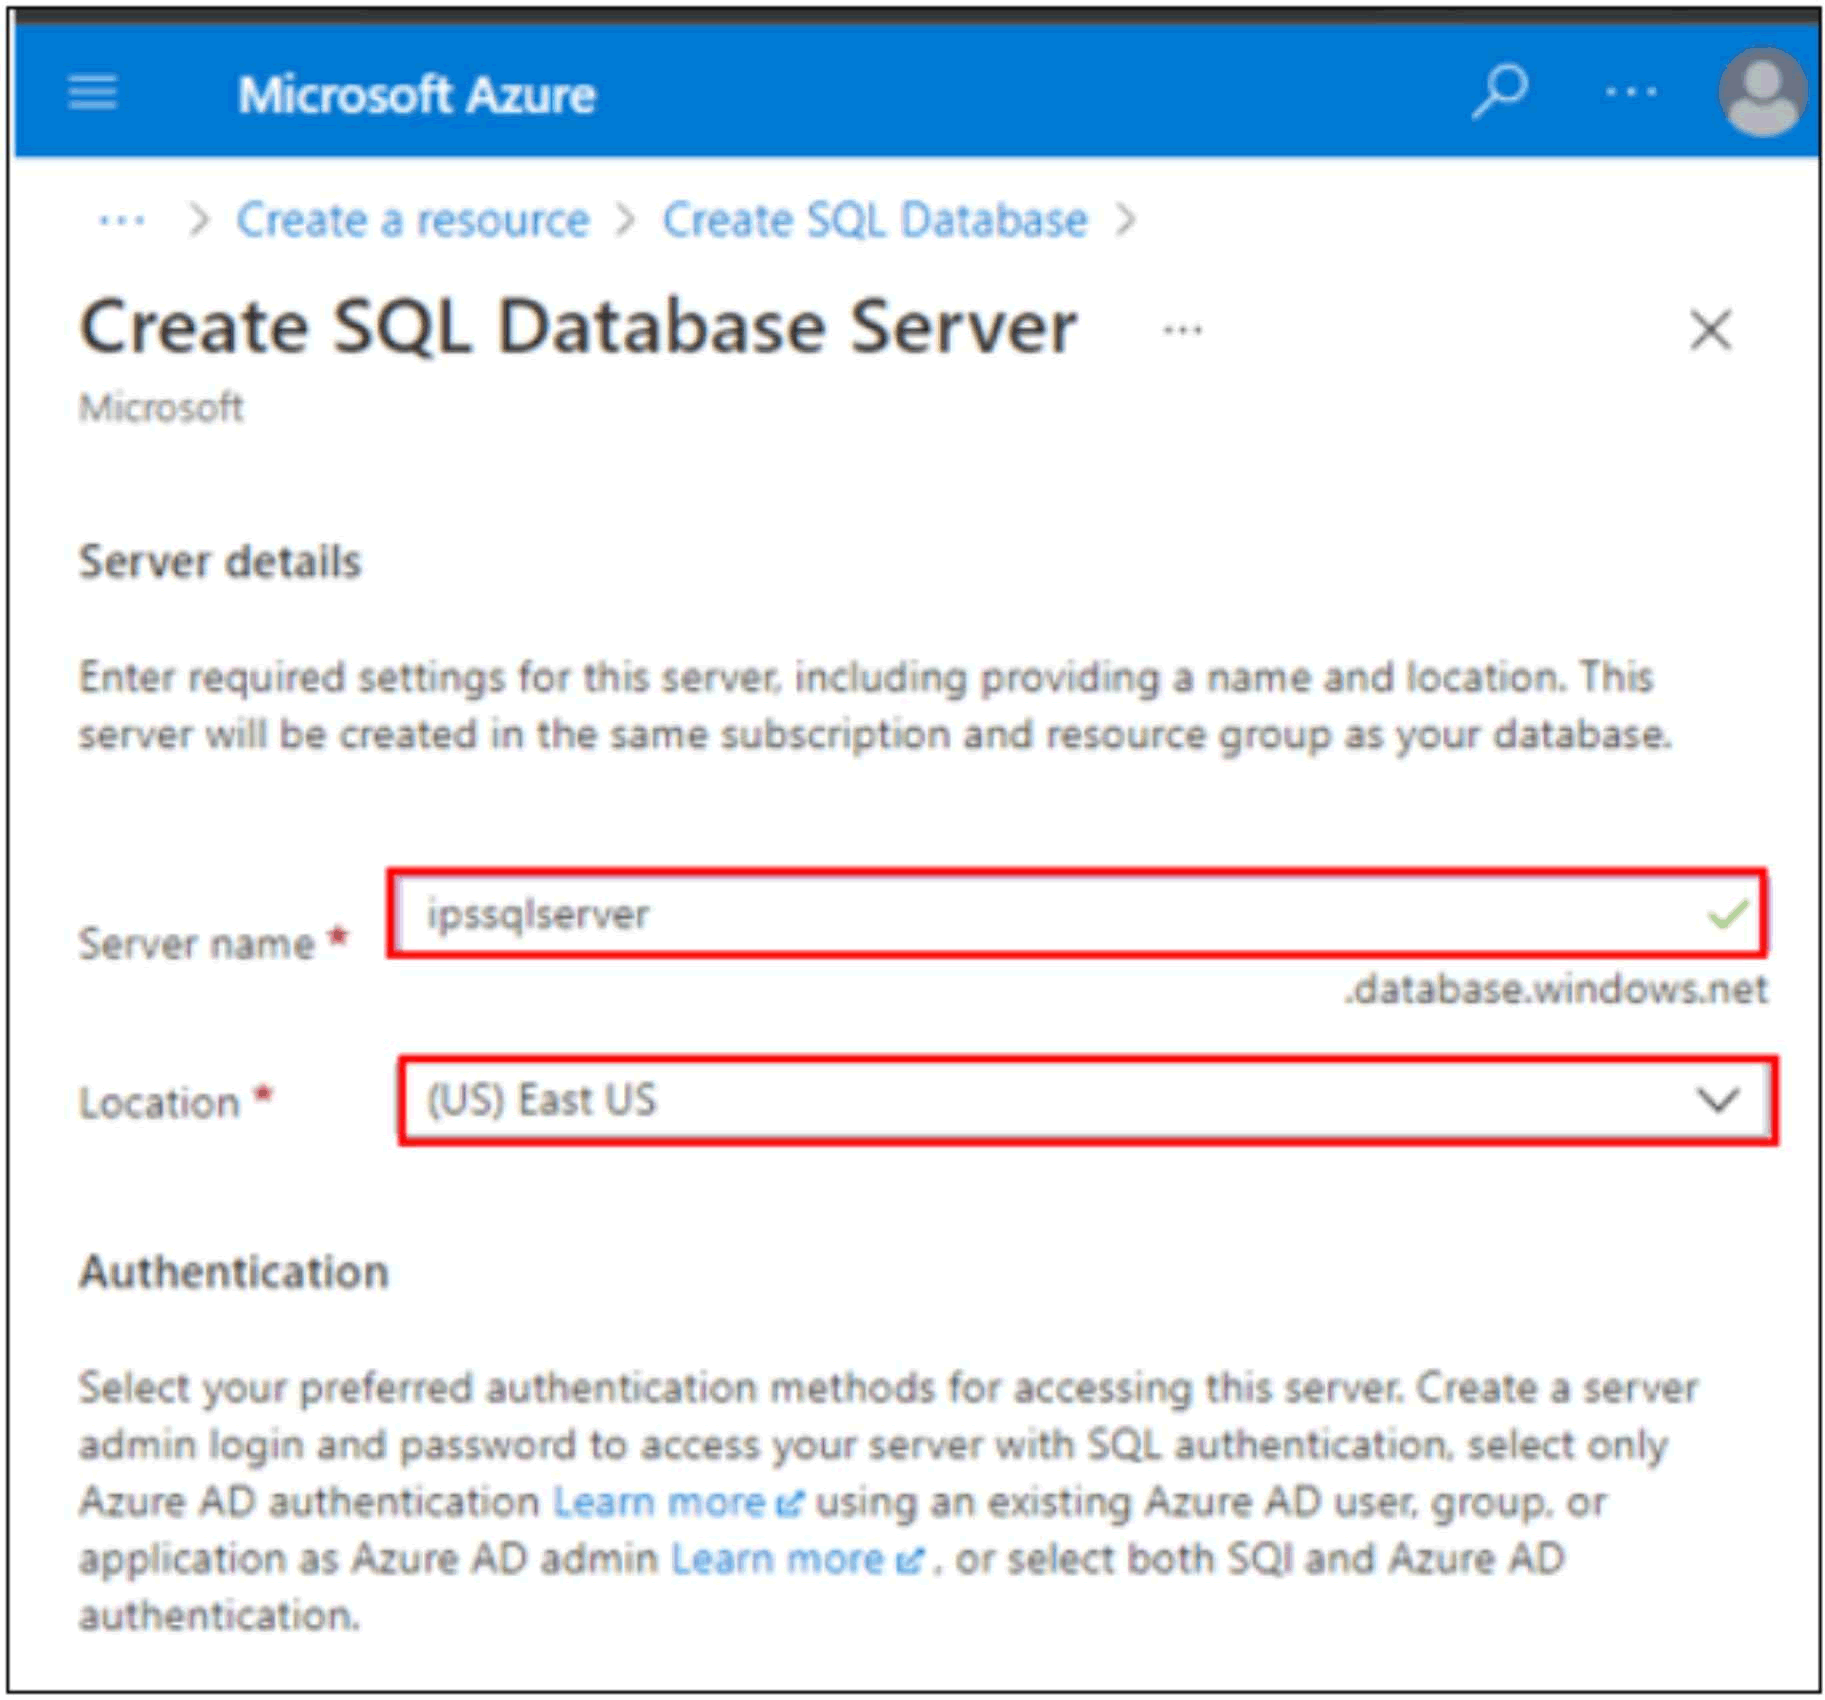 Microsoft Azure
··· > Create a resource > Create SQL Database >
Create SQL Database Server ···
Microsoft
Server details
Enter required settings for this server, including providing a name and location. This
server will be created in the same subscription and resource group as your database.
Server name *
ipssqlserver
.database.windows.net
Location *
(US) East US
Authentication
Select your preferred authentication methods for accessing this server. Create a server
admin login and password to access your server with SQL authentication, select only
Azure AD authentication Learn more using an existing Azure AD user, group, or
application as Azure AD admin Learn more , or select both SQl and Azure AD
authentication.